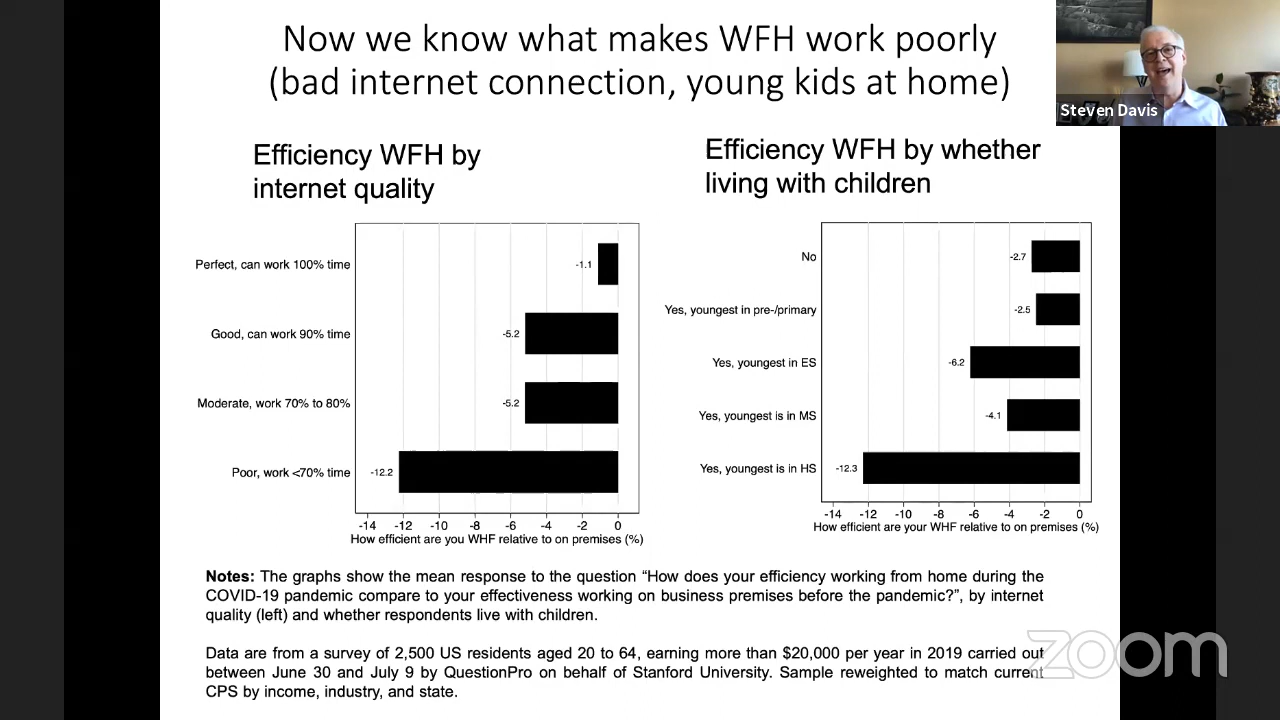 Now we know what makes WFH work poorly
(bad internet connection, young kids at home)
Steven Davis
Efficiency WFH by
internet quality
Perfect, can work 100% time
-1.1
Good, can work 90% time
-5.2
Moderate, work 70% to 80%
-5.2
Poor, work <70% time
-12.2
-14 -12 -10 -8 -6 -4 -2 0
How efficient are you WHF relative to on premises (%)
Efficiency WFH by whether
living with children
No
-2.7
Yes, youngest in pre-/primary
-2.5
Yes, youngest in ES
-6.2
Yes, youngest is in MS
-4.1
Yes, youngest is in HS
-12.3
-14 -12 -10 -8 -6 -4 -2 0
How efficient are your WHF relative to on premises (%)
Notes: The graphs show the mean response to the question “How does your efficiency working from home during the
COVID-19 pandemic compare to your effectiveness working on business premises before the pandemic?”, by internet
quality (left) and whether respondents live with children.
Data are from a survey of 2,500 US residents aged 20 to 64, earning more than $20,000 per year in 2019 carried out
between June 30 and July 9 by QuestionPro on behalf of Stanford University. Sample reweighted to match current
CPS by income, industry, and state.
zoom